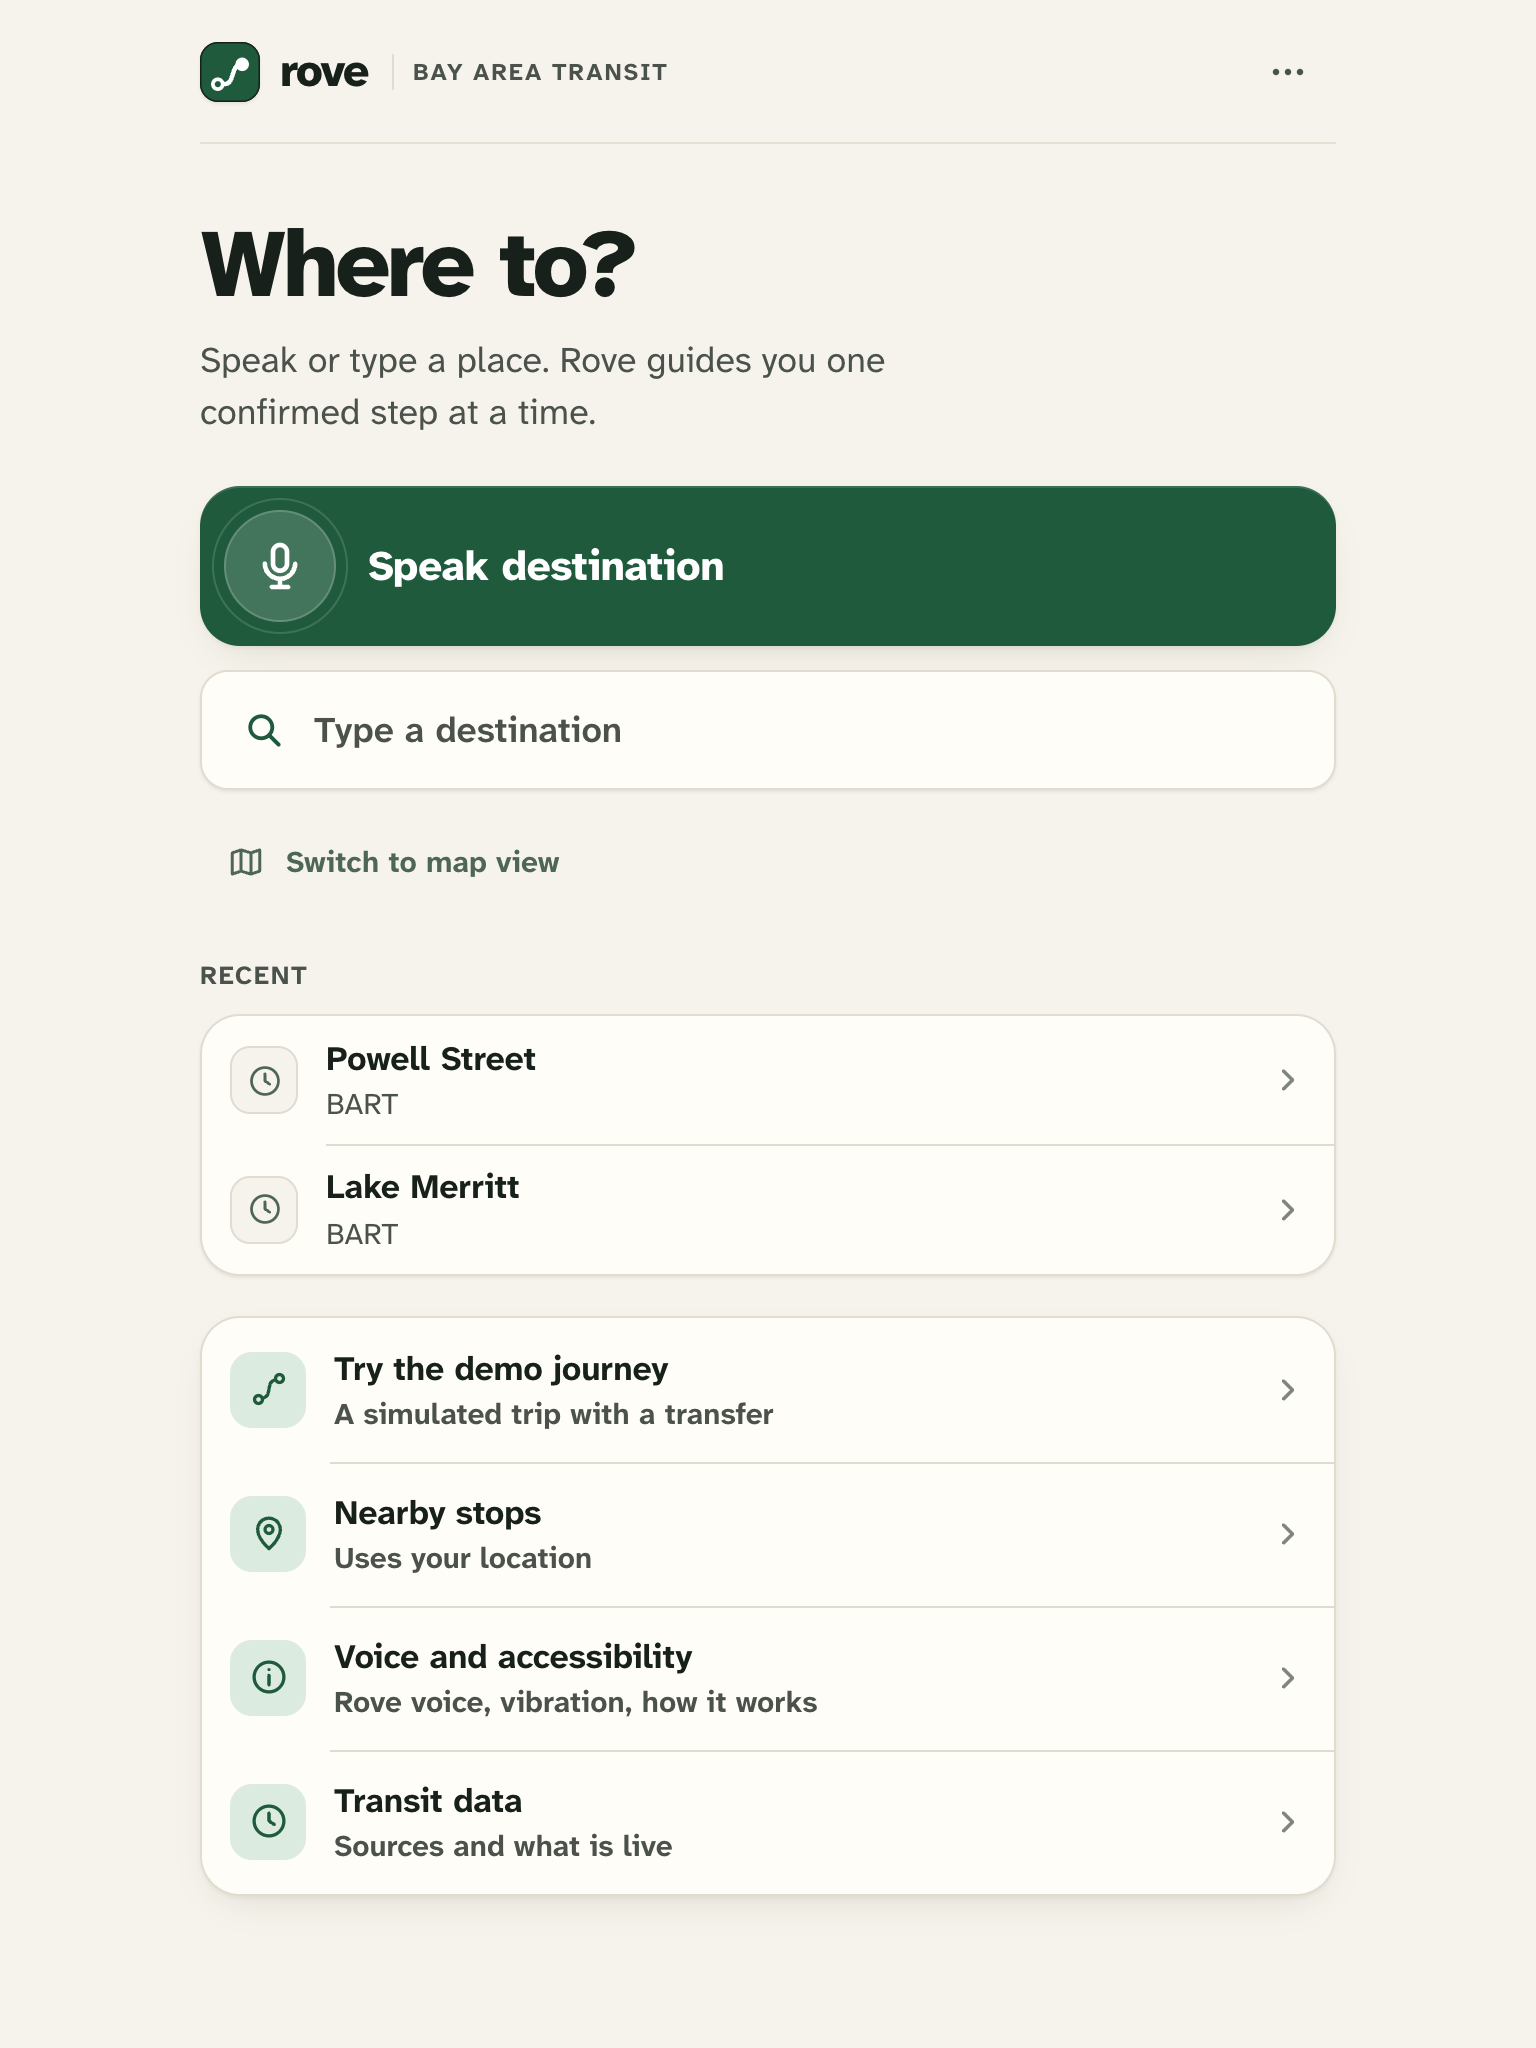 rove
BAY AREA TRANSIT
Where to?
Speak or type a place. Rove guides you one
confirmed step at a time.
Speak destination
Type a destination
Switch to map view
RECENT
Powell Street
BART
Lake Merritt
BART
Try the demo journey
A simulated trip with a transfer
Nearby stops
Uses your location
Voice and accessibility
Rove voice, vibration, how it works
Transit data
Sources and what is live